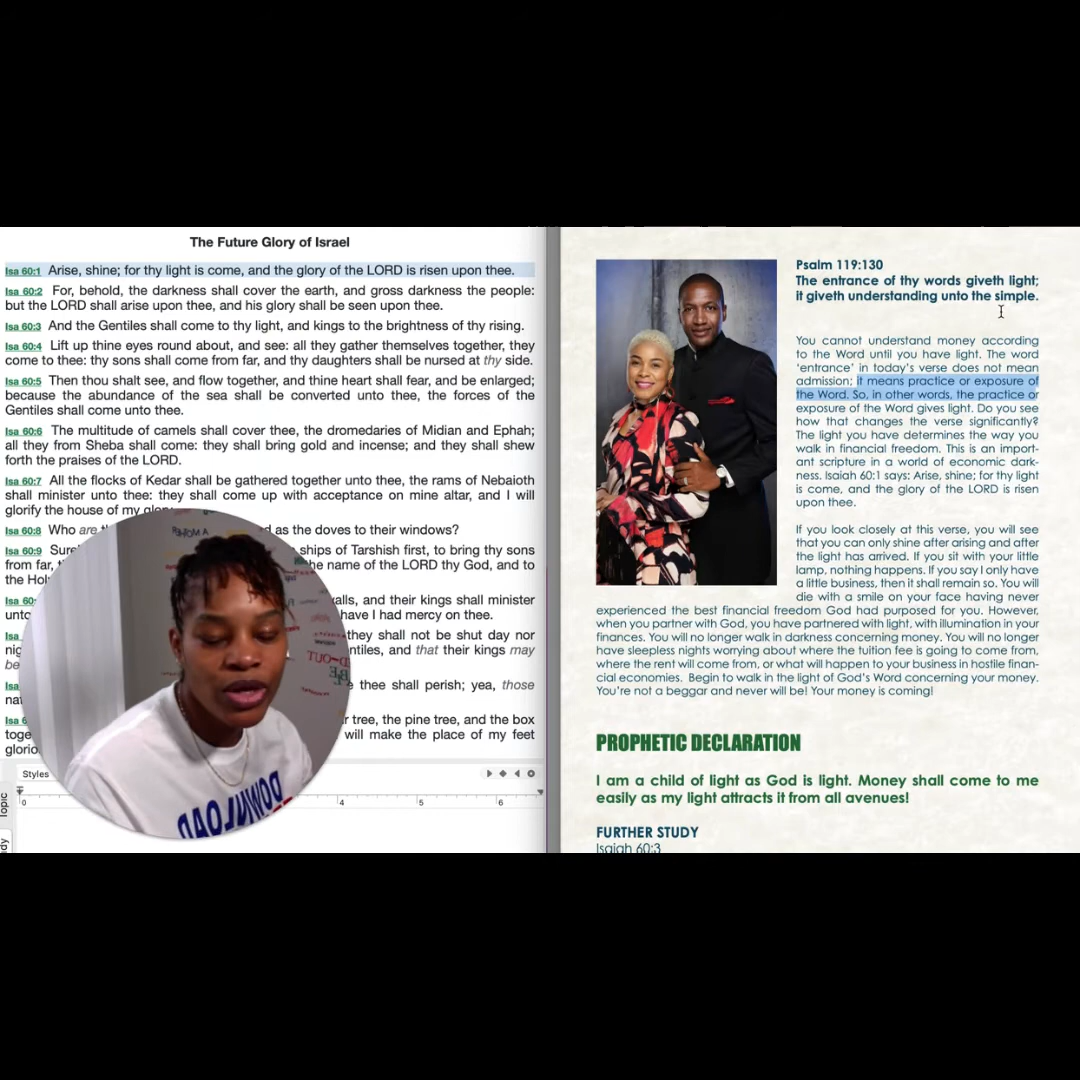 The Future Glory of Israel
Isa 60:1 Arise, shine; for thy light is come, and the glory of the LORD is risen upon thee.
Isa 60:2 For, behold, the darkness shall cover the earth, and gross darkness the people:
but the LORD shall arise upon thee, and his glory shall be seen upon thee.
Isa 60:3 And the Gentiles shall come to thy light, and kings to the brightness of thy rising.
Isa 60:4 Lift up thine eyes round about, and see: all they gather themselves together, they
come to thee: thy sons shall come from far, and thy daughters shall be nursed at thy side.
Isa 60:5 Then thou shalt see, and flow together, and thine heart shall fear, and be enlarged;
because the abundance of the sea shall be converted unto thee, the forces of the
Gentiles shall come unto thee.
Isa 60:6 The multitude of camels shall cover thee, the dromedaries of Midian and Ephah;
all they from Sheba shall come: they shall bring gold and incense; and they shall shew
forth the praises of the LORD.
Isa 60:7 All the flocks of Kedar shall be gathered together unto thee, the rams of Nebaioth
shall minister unto thee: they shall come up with acceptance on mine altar, and I will
glorify the house of my
Isa 60:8 Who are as the doves to their windows?
Isa 60:9 ships of Tarshish first, to bring thy sons
from far, the name of the LORD thy God, and to
the
Isa and their kings shall minister
have I had mercy on thee.
they shall not be shut day nor
and that their kings may
be
Isa thee shall perish; yea, those
Isa tree, the pine tree, and the box
will make the place of my feet
Styles
0 4 5 6
DOWNLOAD
Psalm 119:130
The entrance of thy words giveth light;
it giveth understanding unto the simple.
You cannot understand money according
to the Word until you have light. The word
'entrance' in today's verse does not mean
admission; it means practice or exposure of
the Word. So, in other words, the practice or
exposure of the Word gives light. Do you see
how that changes the verse significantly?
The light you have determines the way you
walk in financial freedom. This is an import-
ant scripture in a world of economic dark-
ness. Isaiah 60:1 says: Arise, shine; for thy light
is come, and the glory of the LORD is risen
upon thee.
If you look closely at this verse, you will see
that you can only shine after arising and after
the light has arrived. If you sit with your little
lamp, nothing happens. If you say I only have
a little business, then it shall remain so. You will
die with a smile on your face having never
experienced the best financial freedom God had purposed for you. However,
when you partner with God, you have partnered with light, with illumination in your
finances. You will no longer walk in darkness concerning money. You will no longer
have sleepless nights worrying about where the tuition fee is going to come from,
where the rent will come from, or what will happen to your business in hostile finan-
cial economies. Begin to walk in the light of God's Word concerning your money.
You're not a beggar and never will be! Your money is coming!
PROPHETIC DECLARATION
I am a child of light as God is light. Money shall come to me
easily as my light attracts it from all avenues!
FURTHER STUDY
Isaiah 60:3